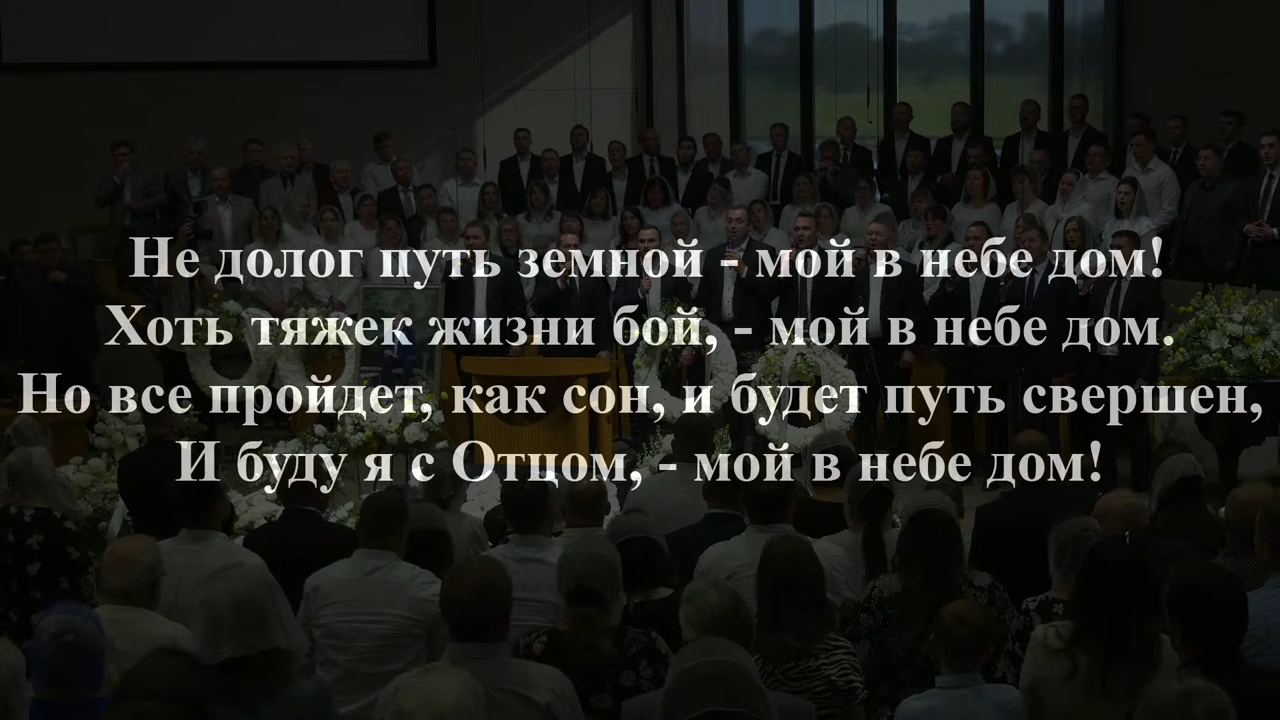 Не долог путь земной - мой в небе дом!
Хоть тяжек жизни бой, - мой в небе дом.
Но все пройдет, как сон, и будет путь свершен,
И буду я с Отцом, - мой в небе дом!